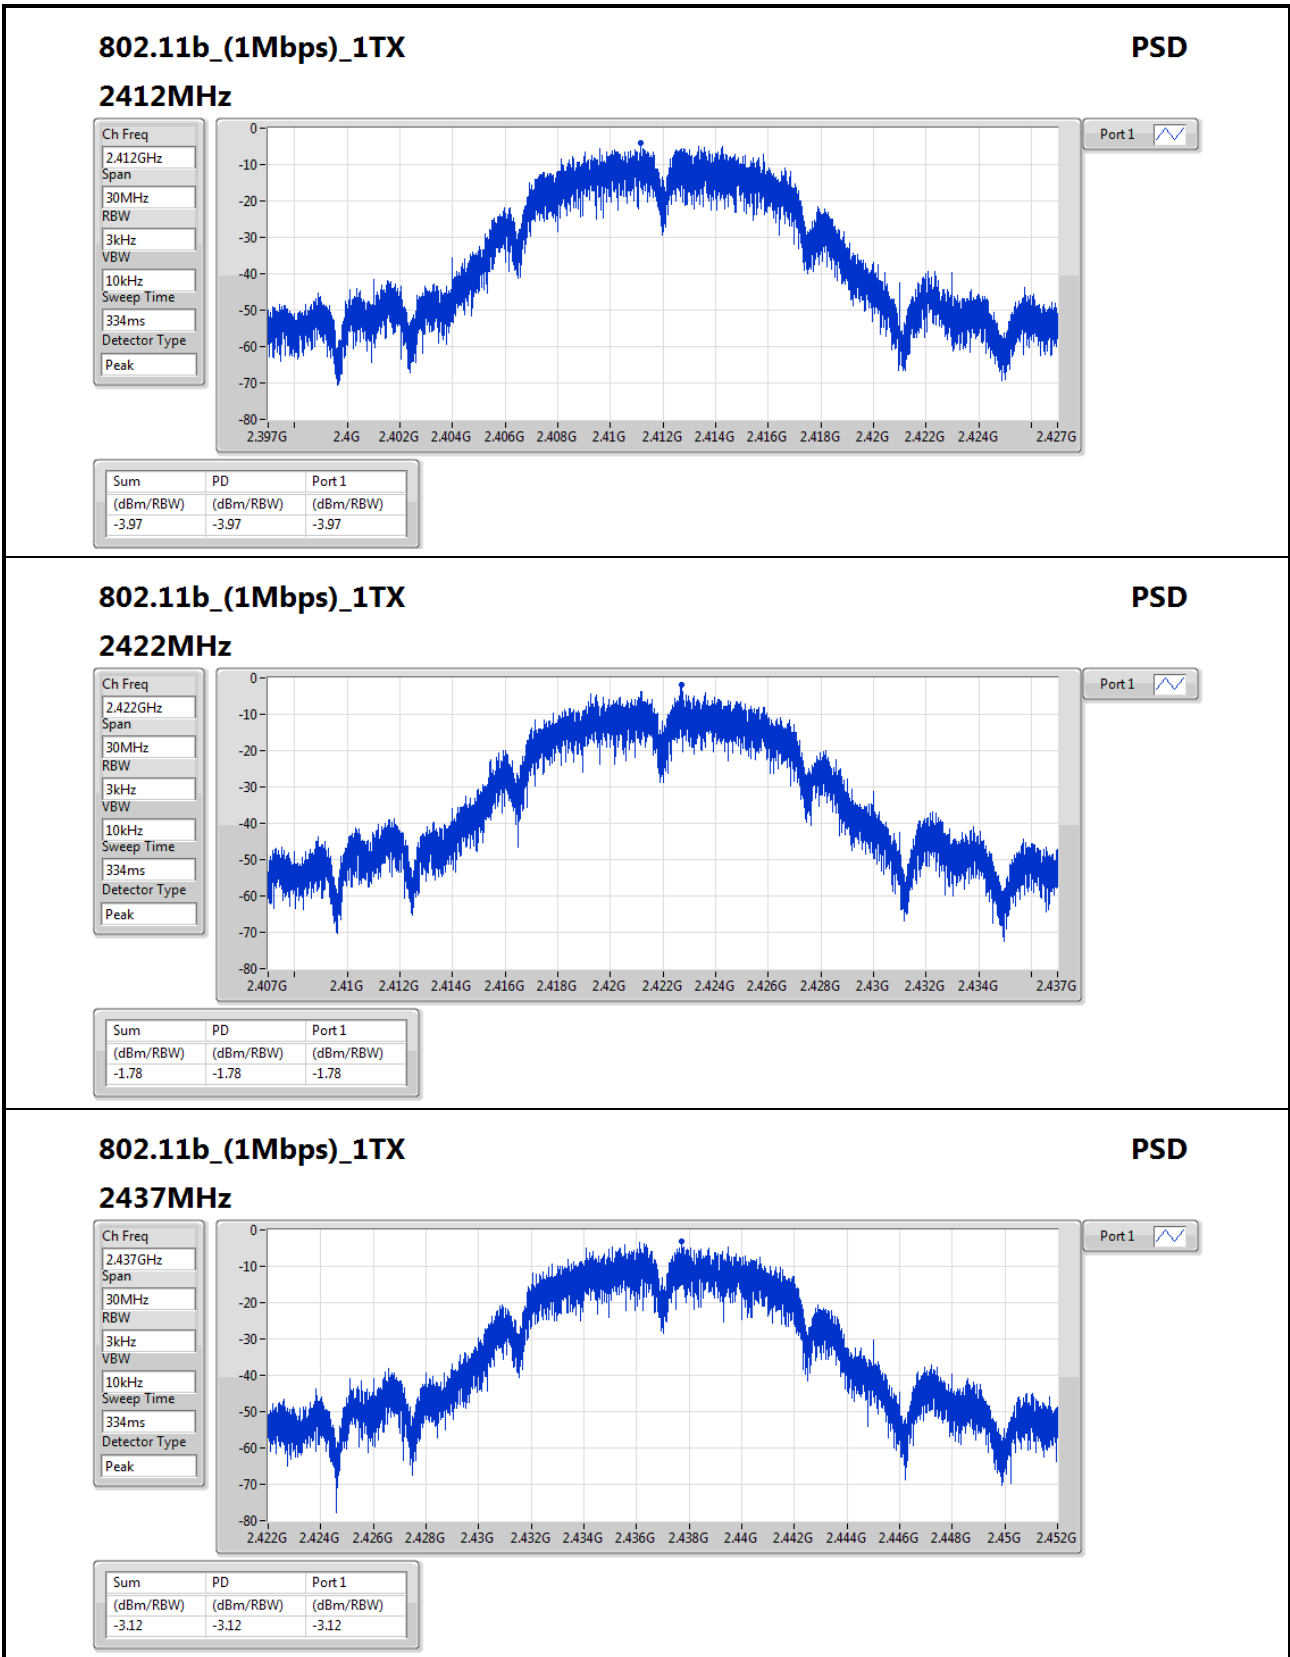 802.11b_(1Mbps)_1TX PSD
2412MHz
Ch Freq
2.412GHz
Span
30MHz
RBW
3kHz
VBW
10kHz
Sweep Time
334ms
Detector Type
Peak
0
-10
-20
-30
-40
-50
-60
-70
-80
2.397G 2.4G 2.402G 2.404G 2.406G 2.408G 2.41G 2.412G 2.414G 2.416G 2.418G 2.42G 2.422G 2.424G 2.427G
Port 1
Sum PD Port 1
(dBm/RBW) (dBm/RBW) (dBm/RBW)
-3.97 -3.97 -3.97
802.11b_(1Mbps)_1TX PSD
2422MHz
Ch Freq
2.422GHz
Span
30MHz
RBW
3kHz
VBW
10kHz
Sweep Time
334ms
Detector Type
Peak
0
-10
-20
-30
-40
-50
-60
-70
-80
2.407G 2.41G 2.412G 2.414G 2.416G 2.418G 2.42G 2.422G 2.424G 2.426G 2.428G 2.43G 2.432G 2.434G 2.437G
Port 1
Sum PD Port 1
(dBm/RBW) (dBm/RBW) (dBm/RBW)
-1.78 -1.78 -1.78
802.11b_(1Mbps)_1TX PSD
2437MHz
Ch Freq
2.437GHz
Span
30MHz
RBW
3kHz
VBW
10kHz
Sweep Time
334ms
Detector Type
Peak
0
-10
-20
-30
-40
-50
-60
-70
-80
2.422G 2.424G 2.426G 2.428G 2.43G 2.432G 2.434G 2.436G 2.438G 2.44G 2.442G 2.444G 2.446G 2.448G 2.45G 2.452G
Port 1
Sum PD Port 1
(dBm/RBW) (dBm/RBW) (dBm/RBW)
-3.12 -3.12 -3.12